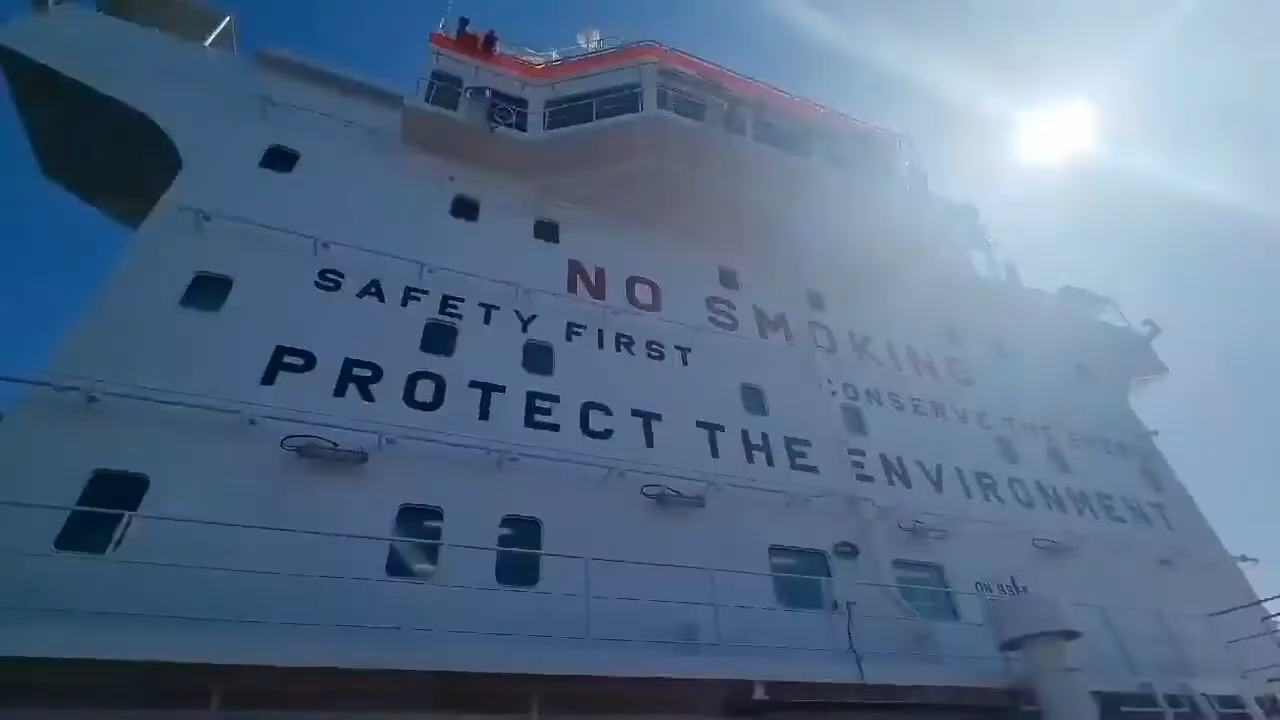 NO SMOKING
SAFETY FIRST
CONSERVE THE
PROTECT THE ENVIRONMENT